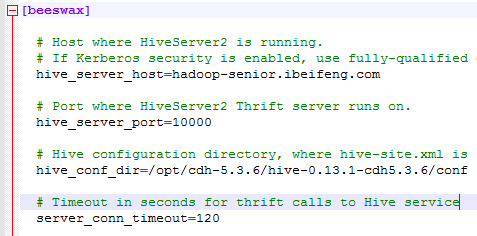 [beeswax]
# Host where HiveServer2 is running.
# If Kerberos security is enabled, use fully-qualified
hive_server_host=hadoop-senior.ibeifeng.com
# Port where HiveServer2 Thrift server runs on.
hive_server_port=10000
# Hive configuration directory, where hive-site.xml is
hive_conf_dir=/opt/cdh-5.3.6/hive-0.13.1-cdh5.3.6/conf
# Timeout in seconds for thrift calls to Hive service
server_conn_timeout=120